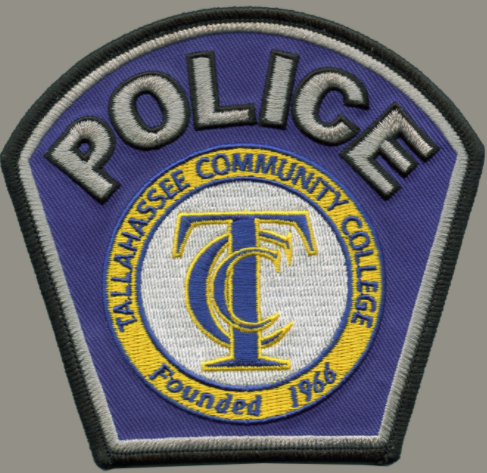 POLICE
TALLAHASSEE COMMUNITY COLLEGE
TCC
Founded 1966